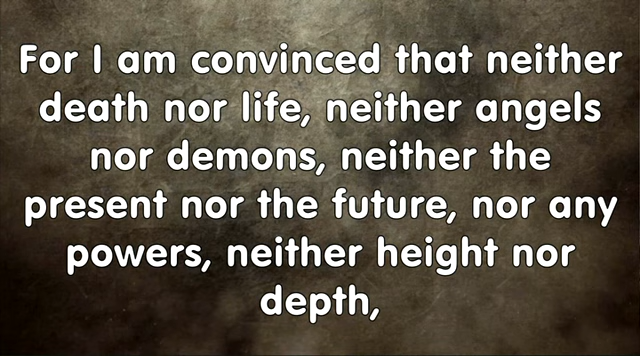 For I am convinced that neither
death nor life, neither angels
nor demons, neither the
present nor the future, nor any
powers, neither height nor
depth,